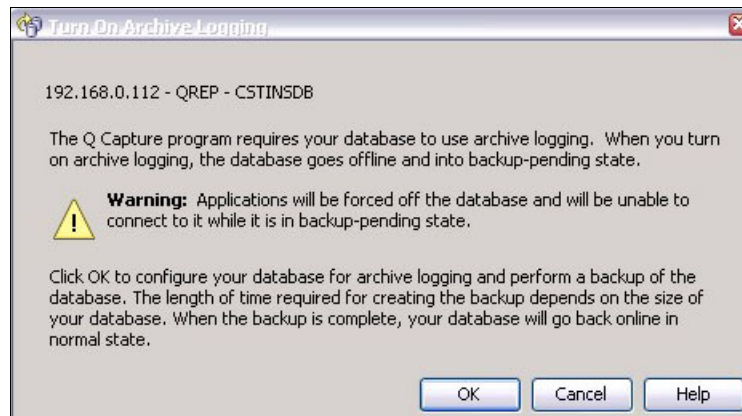 Turn On Archive Logging
192.168.0.112 - QREP - CSTINSDB
The Q Capture program requires your database to use archive logging. When you turn
on archive logging, the database goes offline and into backup-pending state.
Warning: Applications will be forced off the database and will be unable to
connect to it while it is in backup-pending state.
Click OK to configure your database for archive logging and perform a backup of the
database. The length of time required for creating the backup depends on the size of
your database. When the backup is complete, your database will go back online in
normal state.
OK
Cancel
Help